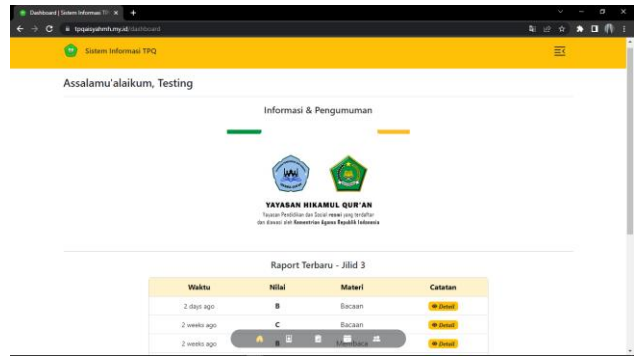 Dashboard | Sistem Informasi TP
tpqaisyahmh.my.id/dashboard
Sistem Informasi TPQ
Assalamu'alaikum, Testing
Informasi & Pengumuman
YAYASAN HIKAMUL QUR'AN
Yayasan Pendidikan dan Sosial resmi yang terdaftar
dan diawasi oleh Kementrian Agama Republik Indonesia
Raport Terbaru - Jilid 3
Waktu Nilai Materi Catatan
2 days ago B Bacaan Detail
2 weeks ago C Bacaan Detail
2 weeks ago B Membaca Detail